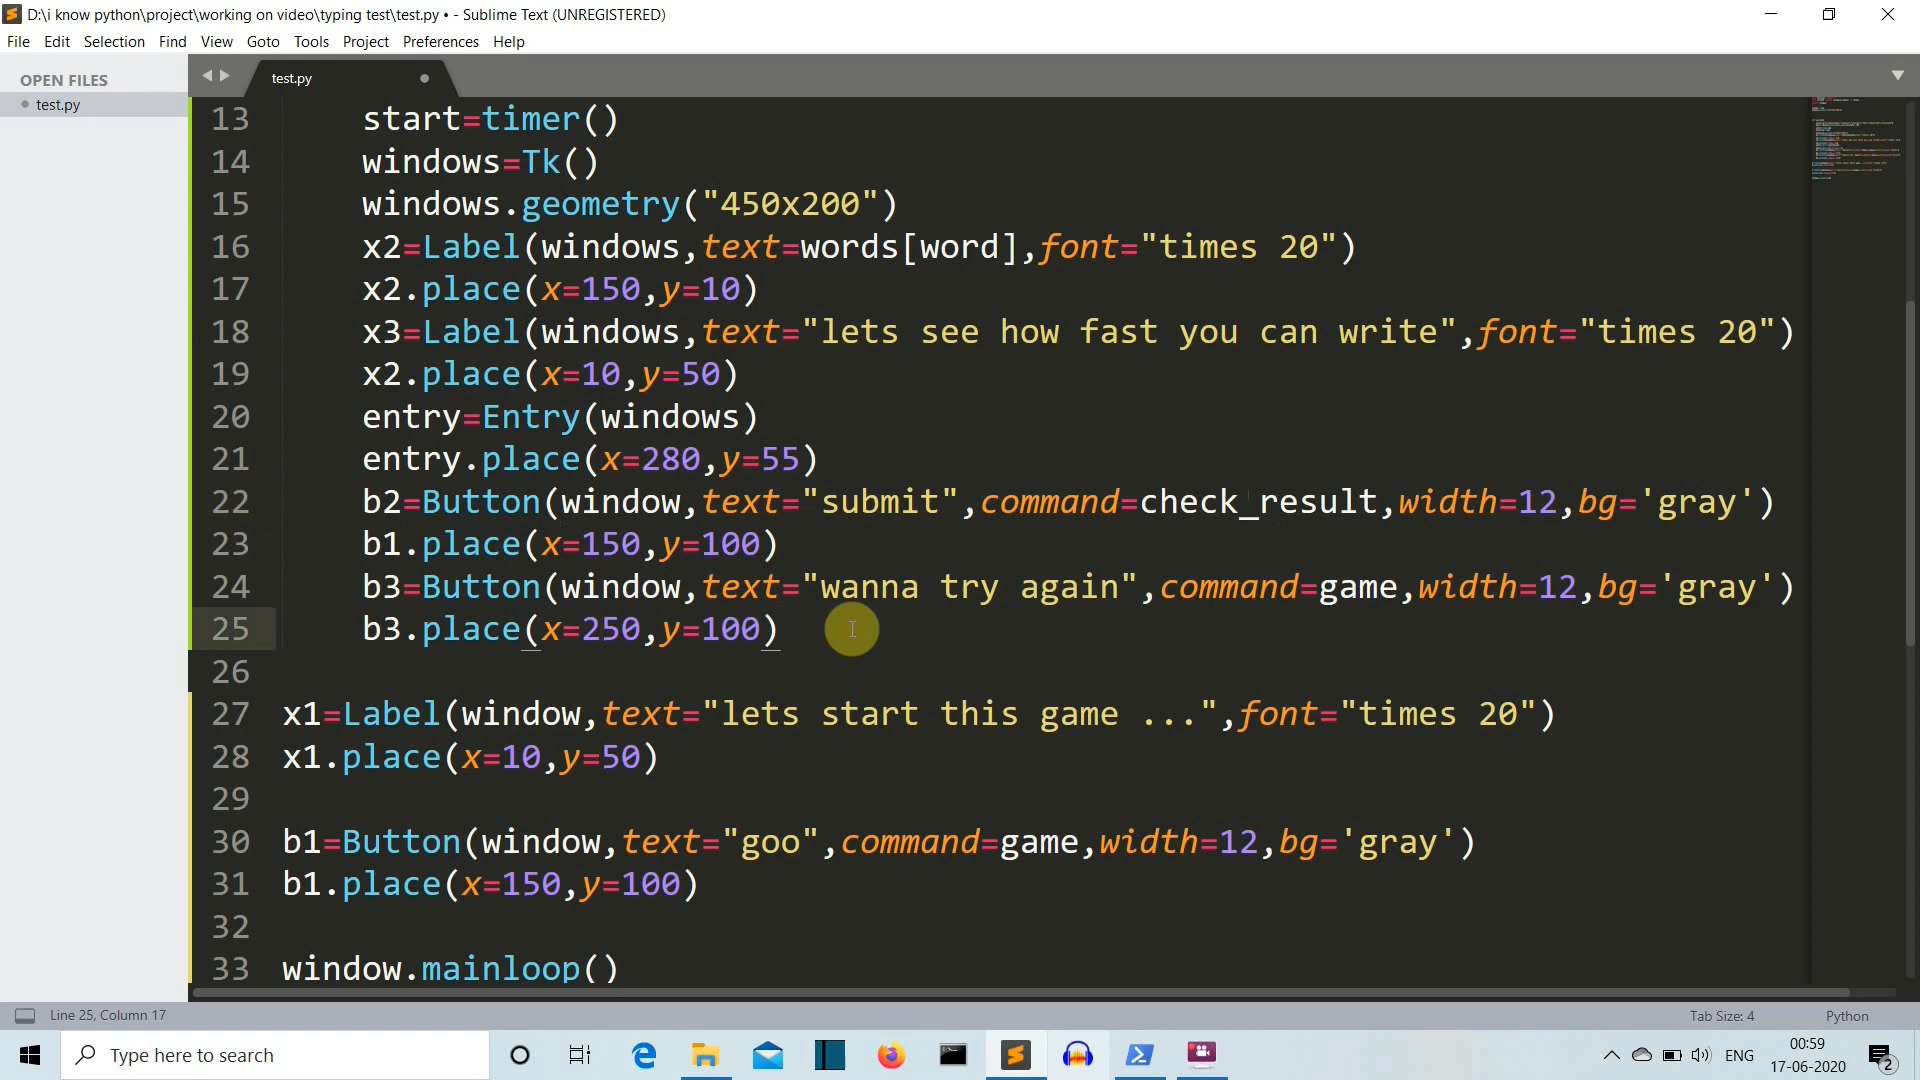 D:\i know python\project\working on video\typing test\test.py • - Sublime Text (UNREGISTERED)
File Edit Selection Find View Goto Tools Project Preferences Help
OPEN FILES
test.py
test.py
13 start=timer()
14 windows=Tk()
15 windows.geometry("450x200")
16 x2=Label(windows,text=words[word],font="times 20")
17 x2.place(x=150,y=10)
18 x3=Label(windows,text="lets see how fast you can write",font="times 20")
19 x2.place(x=10,y=50)
20 entry=Entry(windows)
21 entry.place(x=280,y=55)
22 b2=Button(window,text="submit",command=check_result,width=12,bg='gray')
23 b1.place(x=150,y=100)
24 b3=Button(window,text="wanna try again",command=game,width=12,bg='gray')
25 b3.place(x=250,y=100)
26
27 x1=Label(window,text="lets start this game ...",font="times 20")
28 x1.place(x=10,y=50)
29
30 b1=Button(window,text="goo",command=game,width=12,bg='gray')
31 b1.place(x=150,y=100)
32
33 window.mainloop()
Line 25, Column 17
Tab Size: 4
Python
Type here to search
ENG
00:59
17-06-2020
2